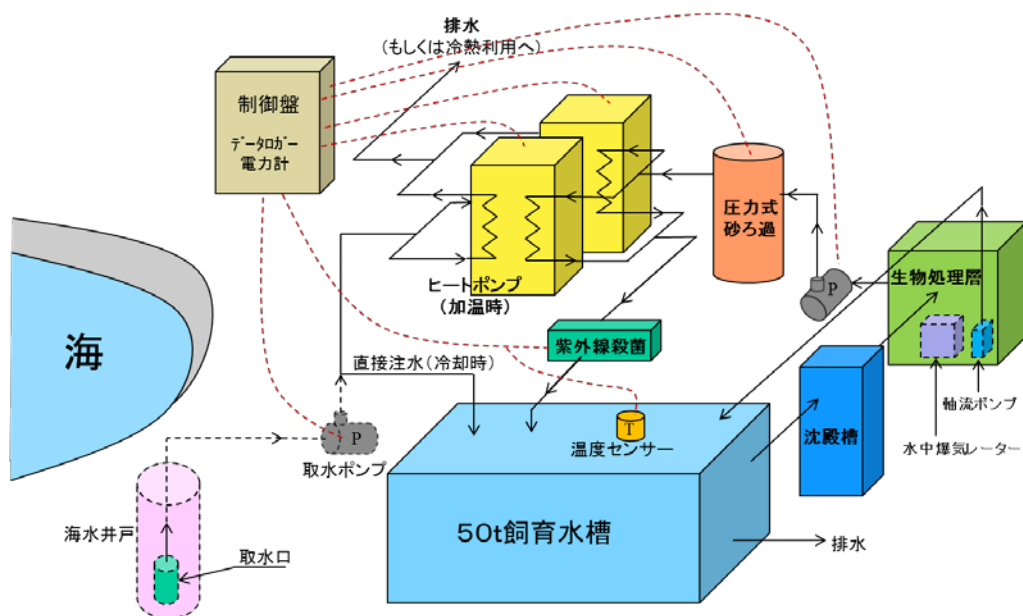 排水
(もしくは冷熱利用へ)
制御盤
ﾃﾞｰﾀﾛｶﾞｰ
電力計
圧力式
砂ろ過
P
生物処理層
ヒートポンプ
(加温時)
海
紫外線殺菌
直接注水(冷却時)
P
取水ポンプ
T
温度センサー
沈殿槽
軸流ポンプ
水中爆気レーター
海水井戸
取水口
50t飼育水槽
排水